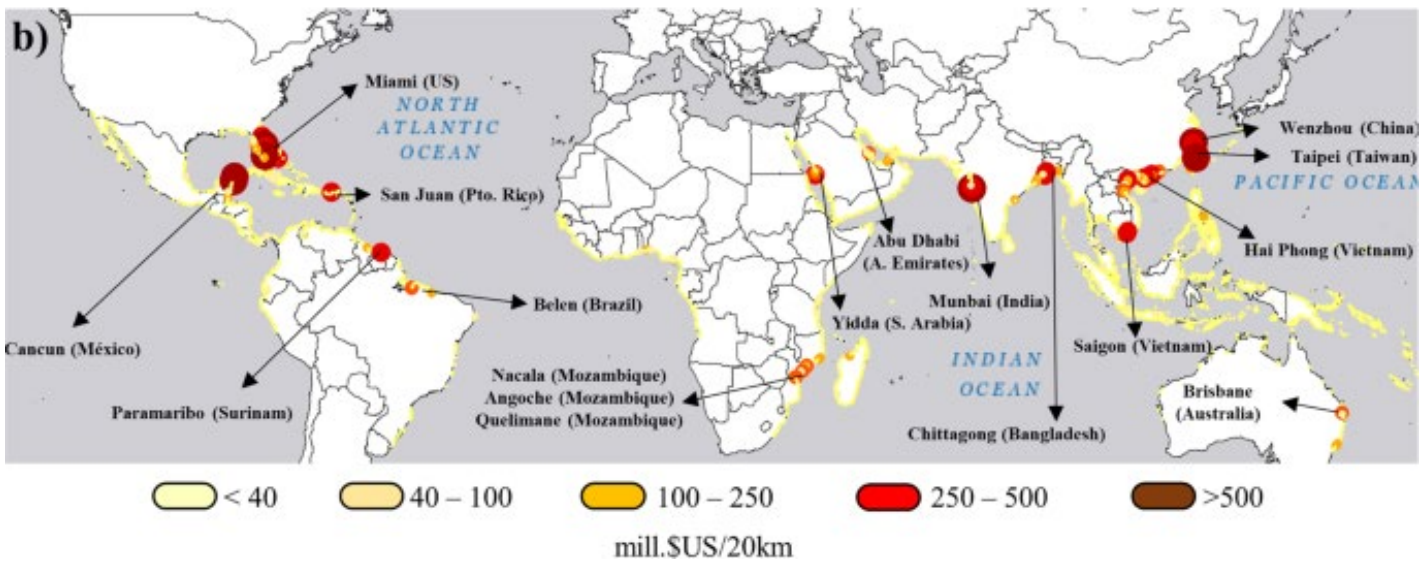 b)
Miami (US)
NORTH
ATLANTIC
OCEAN
Wenzhou (China)
Taipei (Taiwan)
PACIFIC OCEAN
San Juan (Pto. Rico)
Abu Dhabi
(A. Emirates)
Hai Phong (Vietnam)
Belen (Brazil)
Munbai (India)
Yidda (S. Arabia)
Cancun (México)
Saigon (Vietnam)
INDIAN
OCEAN
Nacala (Mozambique)
Angoche (Mozambique)
Quelimane (Mozambique)
Brisbane
(Australia)
Paramaribo (Surinam)
Chittagong (Bangladesh)
< 40
40 – 100
100 – 250
250 – 500
>500
mill.$US/20km